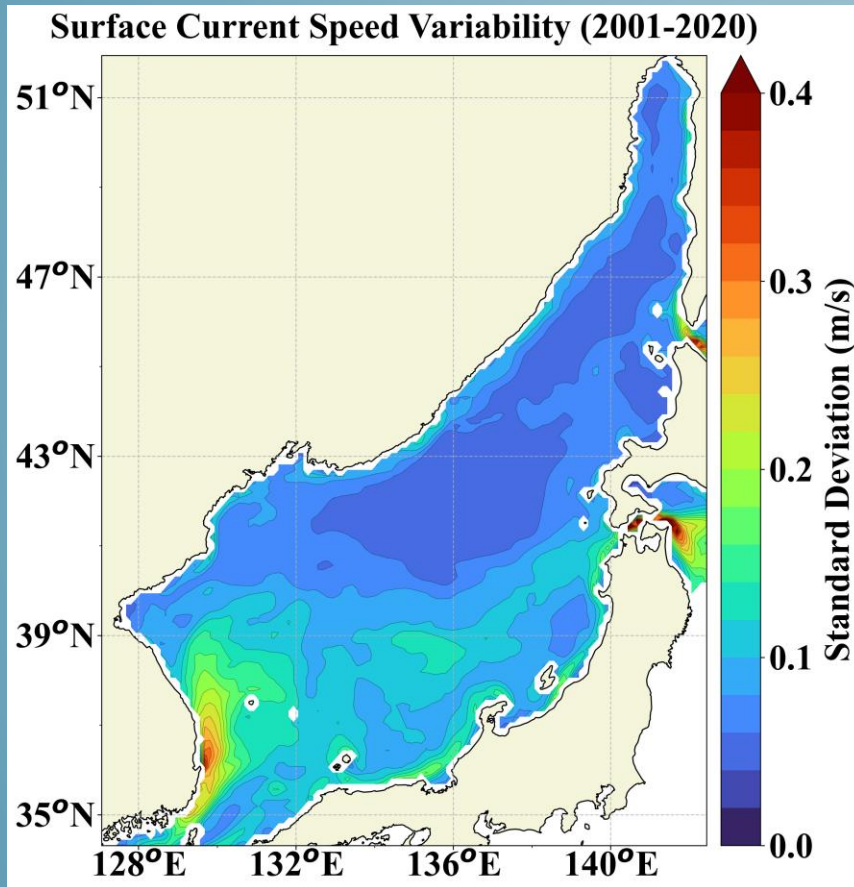 Surface Current Speed Variability (2001-2020)
51°N
47°N
43°N
39°N
35°N
128°E
132°E
136°E
140°E
0.4
0.3
0.2
0.1
0.0
Standard Deviation (m/s)